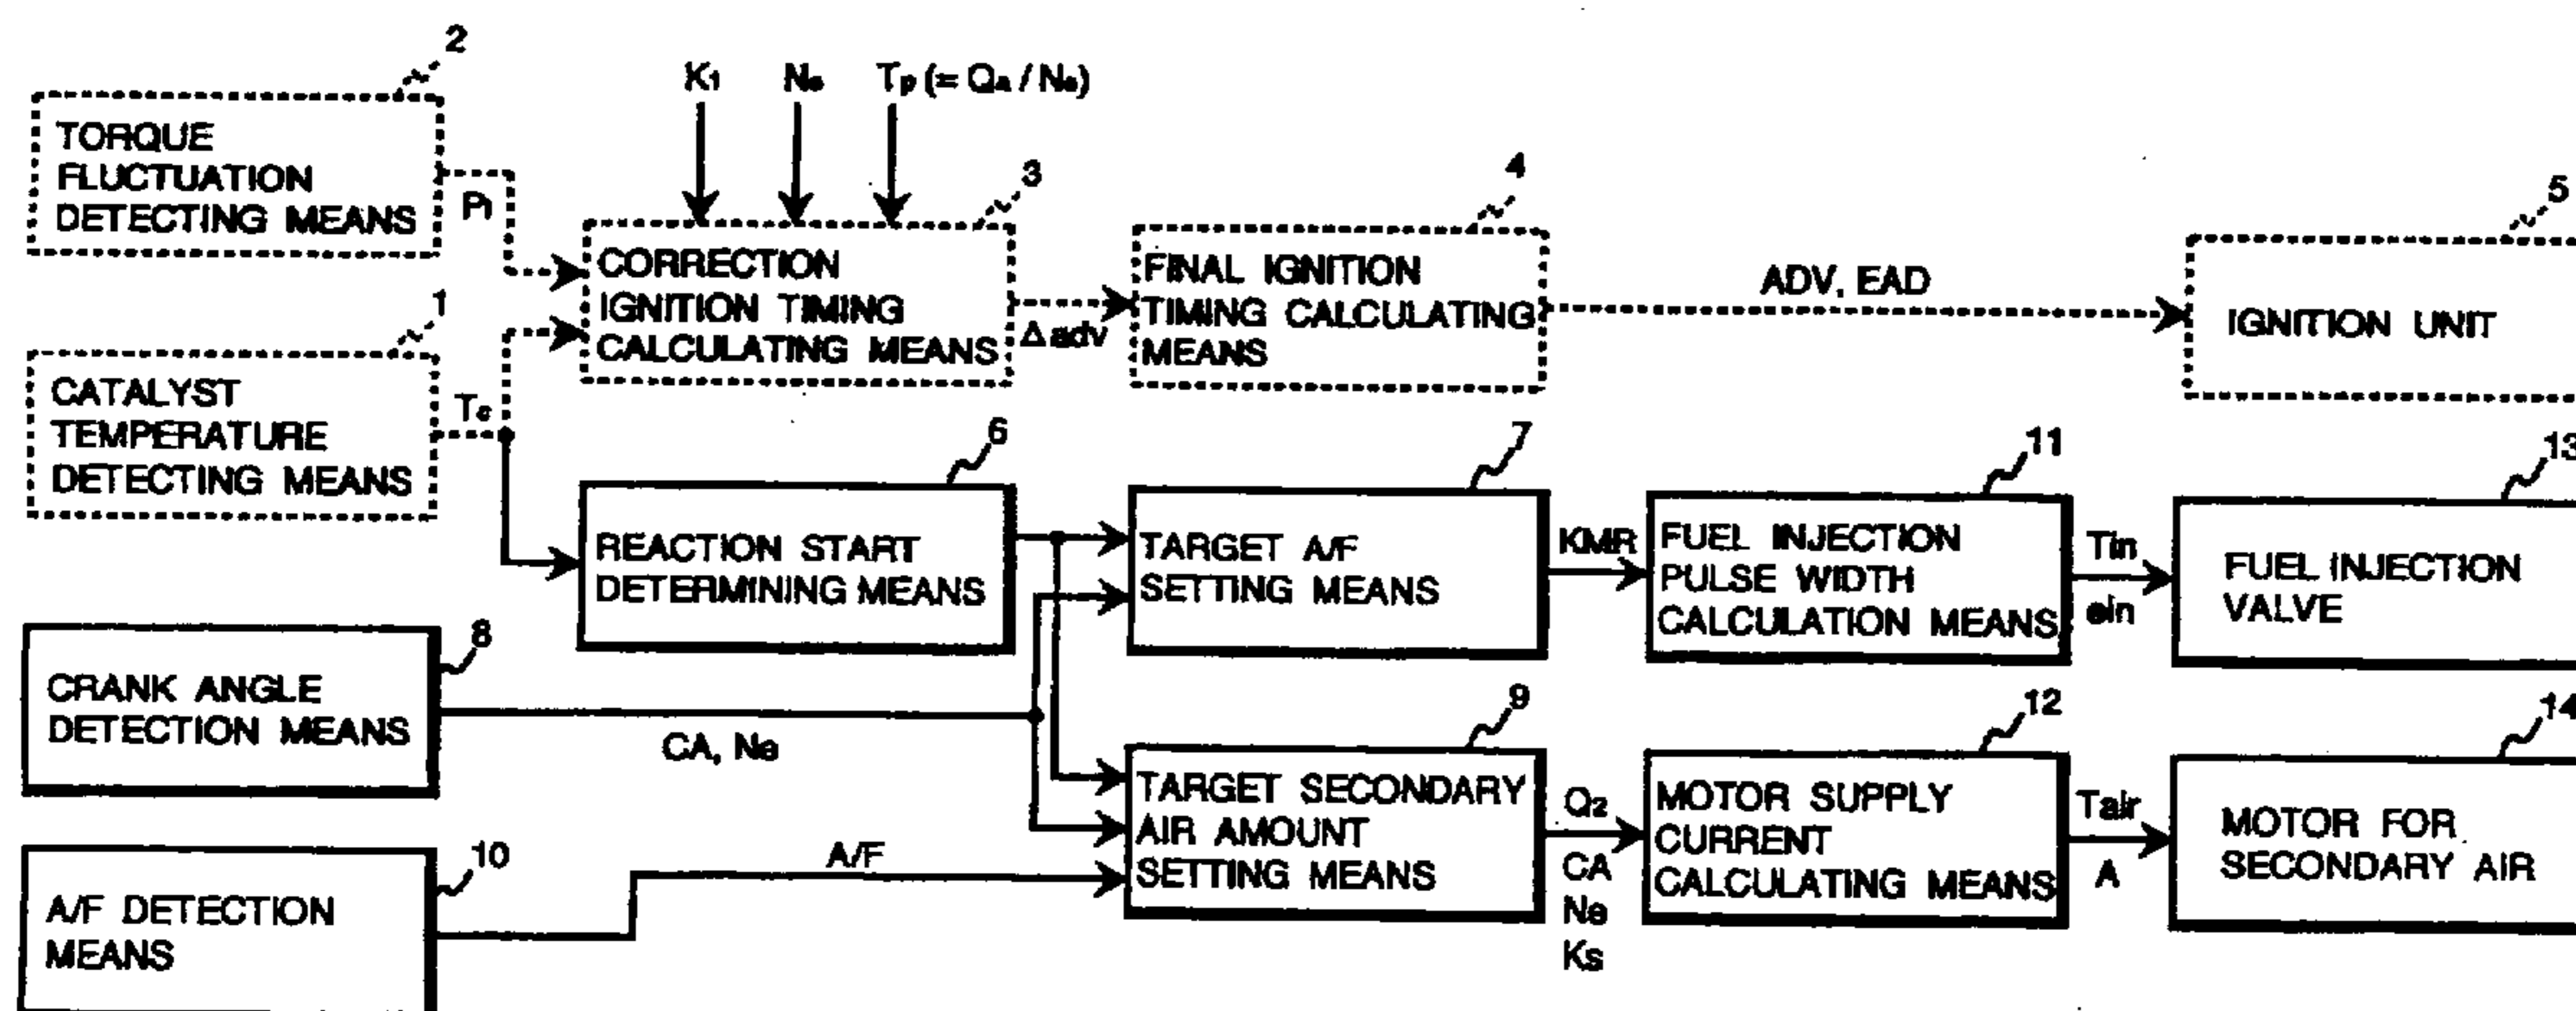 2
TORQUE
FLUCTUATION
DETECTING MEANS
Pi
K1
Ne
Tp (= Qa / Ne)
3
CORRECTION
IGNITION TIMING
CALCULATING MEANS
Δ adv
4
FINAL IGNITION
TIMING CALCULATING
MEANS
ADV, EAD
5
IGNITION UNIT
1
CATALYST
TEMPERATURE
DETECTING MEANS
Tc
6
REACTION START
DETERMINING MEANS
7
TARGET A/F
SETTING MEANS
KMR
11
FUEL INJECTION
PULSE WIDTH
CALCULATION MEANS
Tin
ein
13
FUEL INJECTION
VALVE
8
CRANK ANGLE
DETECTION MEANS
CA, Ne
9
TARGET SECONDARY
AIR AMOUNT
SETTING MEANS
Q2
CA
Ne
Ks
12
MOTOR SUPPLY
CURRENT
CALCULATING MEANS
Tair
A
14
MOTOR FOR
SECONDARY AIR
10
A/F DETECTION
MEANS
A/F